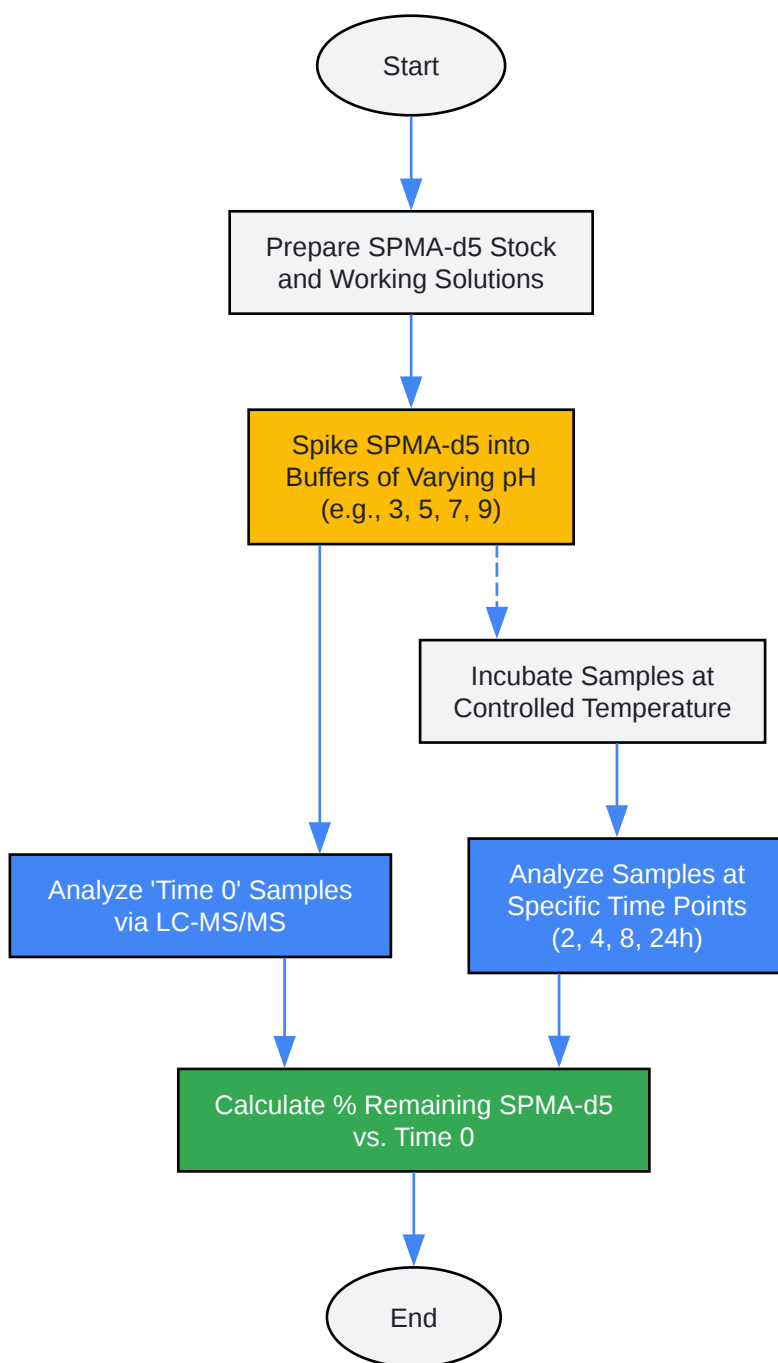 Start
Prepare SPMA-d5 Stock
and Working Solutions
Spike SPMA-d5 into
Buffers of Varying pH
(e.g., 3, 5, 7, 9)
Incubate Samples at
Controlled Temperature
Analyze 'Time 0' Samples
via LC-MS/MS
Analyze Samples at
Specific Time Points
(2, 4, 8, 24h)
Calculate % Remaining SPMA-d5
vs. Time 0
End